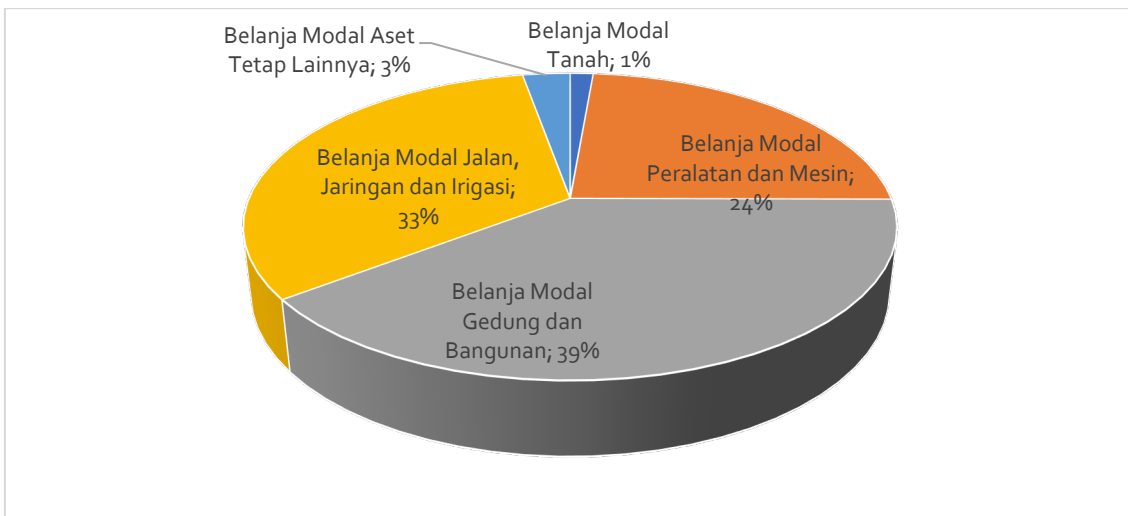 Belanja Modal Aset
Tetap Lainnya; 3%
Belanja Modal
Tanah; 1%
Belanja Modal
Peralatan dan Mesin;
24%
Belanja Modal Jalan,
Jaringan dan Irigasi;
33%
Belanja Modal
Gedung dan
Bangunan; 39%